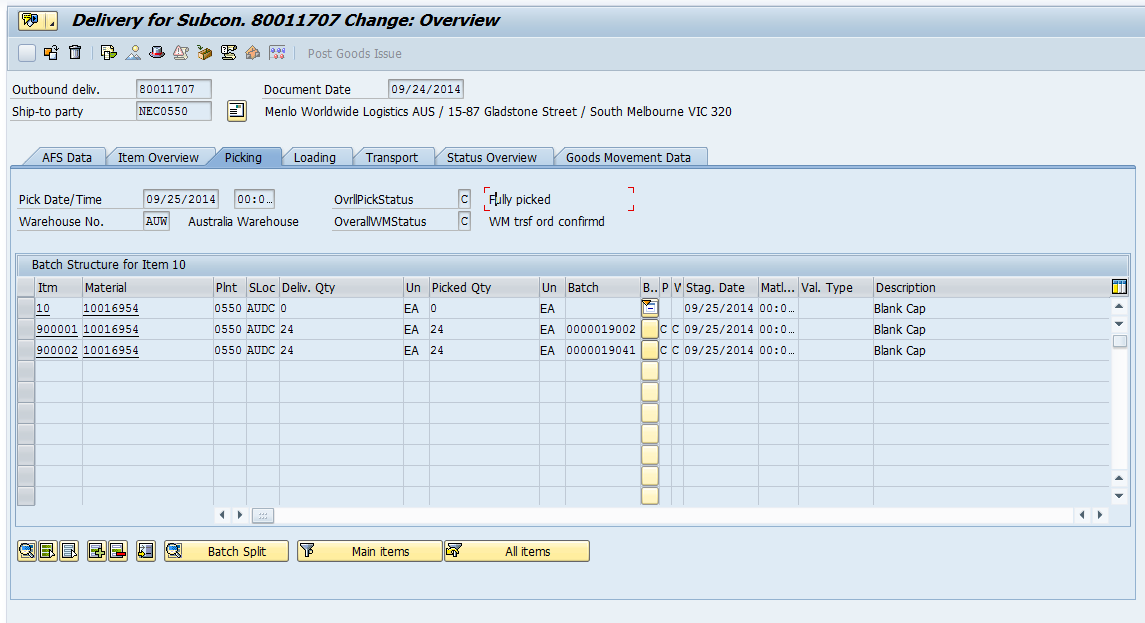 Delivery for Subcon. 80011707 Change: Overview
Post Goods Issue
Outbound deliv. 80011707 Document Date 09/24/2014
Ship-to party NEC0550 Menlo Worldwide Logistics AUS / 15-87 Gladstone Street / South Melbourne VIC 320
AFS Data Item Overview Picking Loading Transport Status Overview Goods Movement Data
Pick Date/Time 09/25/2014 00:0… OvrllPickStatus C Fully picked
Warehouse No. AUW Australia Warehouse OverallWMStatus C WM trsf ord confirmd
Batch Structure for Item 10
Itm Material Plnt SLoc Deliv. Qty Un Picked Qty Un Batch B.. P W Stag. Date Matl... Val. Type Description
10 10016954 0550 AUDC 0 EA 0 EA 09/25/2014 00:0… Blank Cap
900001 10016954 0550 AUDC 24 EA 24 EA 0000019002 C C 09/25/2014 00:0… Blank Cap
900002 10016954 0550 AUDC 24 EA 24 EA 0000019041 C C 09/25/2014 00:0… Blank Cap
Batch Split Main items All items